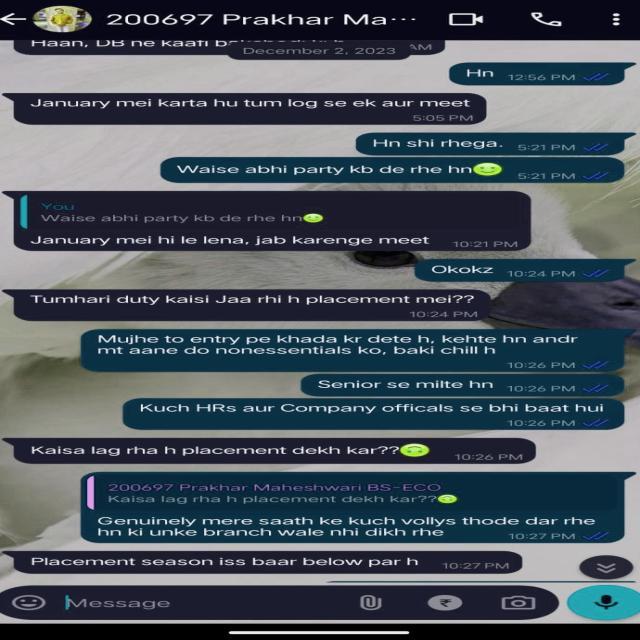 200697 Prakhar Ma...
Haan, DB ne kaafi
AM
December 2, 2023
Hn 12:56 PM
January mei karta hu tum log se ek aur meet
5:05 PM
Hn shi rhega. 5:21 PM
Waise abhi party kb de rhe hn 5:21 PM
You
Waise abhi party kb de rhe hn
January mei hi le lena, jab karenge meet 10:21 PM
Okokz 10:24 PM
Tumhari duty kaisi Jaa rhi h placement mei??
10:24 PM
Mujhe to entry pe khada kr dete h, kehte hn andr
mt aane do nonessentials ko, baki chill h
10:26 PM
Senior se milte hn 10:26 PM
Kuch HRs aur Company officals se bhi baat hui
10:26 PM
Kaisa lag rha h placement dekh kar?? 10:26 PM
200697 Prakhar Maheshwari BS-ECO
Kaisa lag rha h placement dekh kar??
Genuinely mere saath ke kuch vollys thode dar rhe
hn ki unke branch wale nhi dikh rhe 10:27 PM
Placement season iss baar below par h 10:27 PM
Message